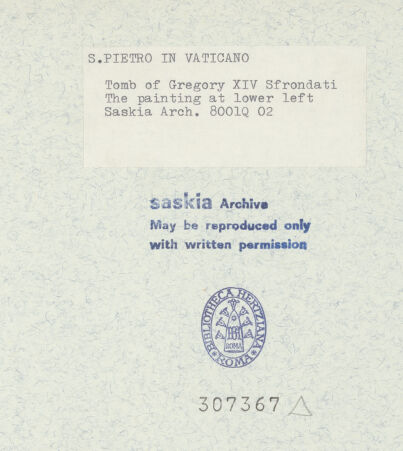 S.PIETRO IN VATICANO
Tomb of Gregory XIV Sfrondati
The painting at lower left
Saskia Arch. 8001Q 02
saskia Archive
May be reproduced only
with written permission
BIBLIOTHECA HERTZIANA
ROMA
ROMA
307367